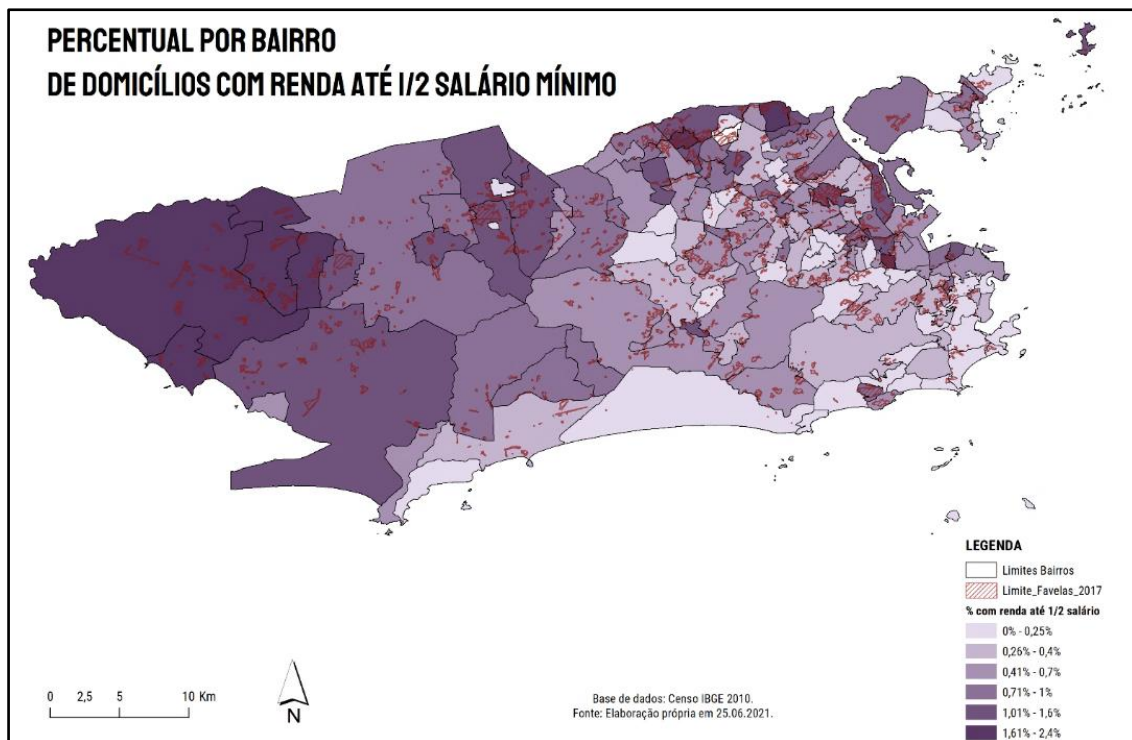 PERCENTUAL POR BAIRRO
DE DOMICÍLIOS COM RENDA ATÉ 1/2 SALÁRIO MÍNIMO
LEGENDA
Limites Bairros
Limite_Favelas_2017
% com renda até 1/2 salário
0% - 0,25%
0,26% - 0,4%
0,41% - 0,7%
0,71% - 1%
1,01% - 1,6%
1,61% - 2,4%
0 2,5 5 10 Km
N
Base de dados: Censo IBGE 2010.
Fonte: Elaboração própria em 25.06.2021.